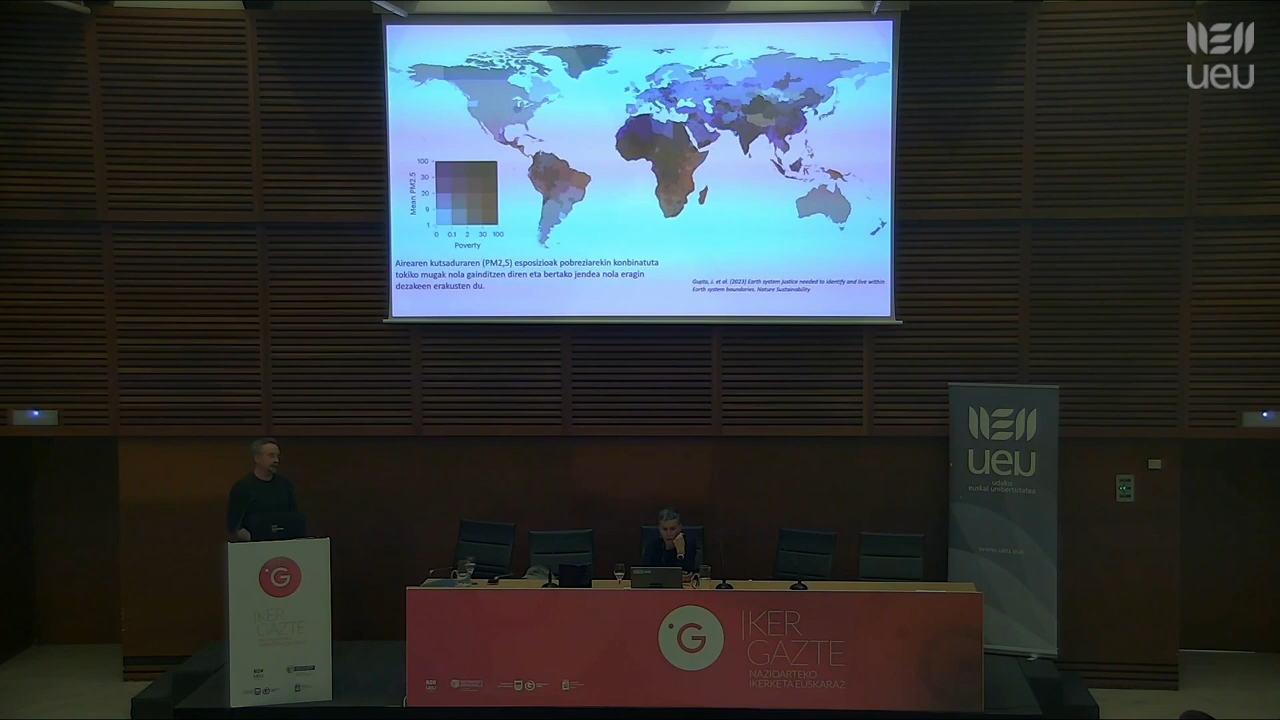 UEU
100
30
20
9
1
Mean PM2.5
0 0.1 2 30 100
Poverty
Airearen kutsaduraren (PM2,5) esposizioak pobreziarekin konbinatuta
tokiko mugak nola gainditzen diren eta bertako jendea nola eragin
dezakeen erakusten du.
Gupta, J. et al. (2023) Earth system justice needed to identify and live within
Earth system boundaries. Nature Sustainability
ueu
udako
euskal unibertsitatea
www.ueu.eus
G
IKER
GAZTE
G
IKER
GAZTE
NAZIOARTEKO
IKERKETA EUSKARAZ